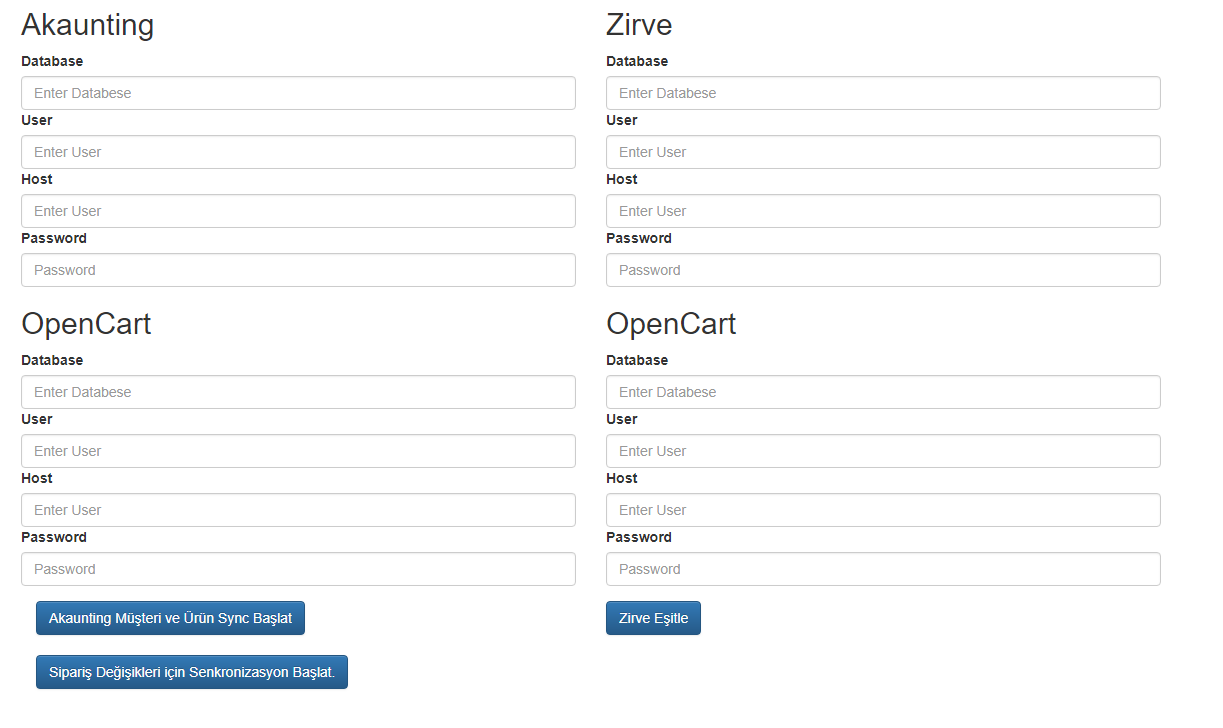 Akaunting
Database
Enter Databese
User
Enter User
Host
Enter User
Password
Password
OpenCart
Database
Enter Databese
User
Enter User
Host
Enter User
Password
Password
Akaunting Müşteri ve Ürün Sync Başlat
Sipariş Değişikleri için Senkronizasyon Başlat.
Zirve
Database
Enter Databese
User
Enter User
Host
Enter User
Password
Password
OpenCart
Database
Enter Databese
User
Enter User
Host
Enter User
Password
Password
Zirve Eşitle